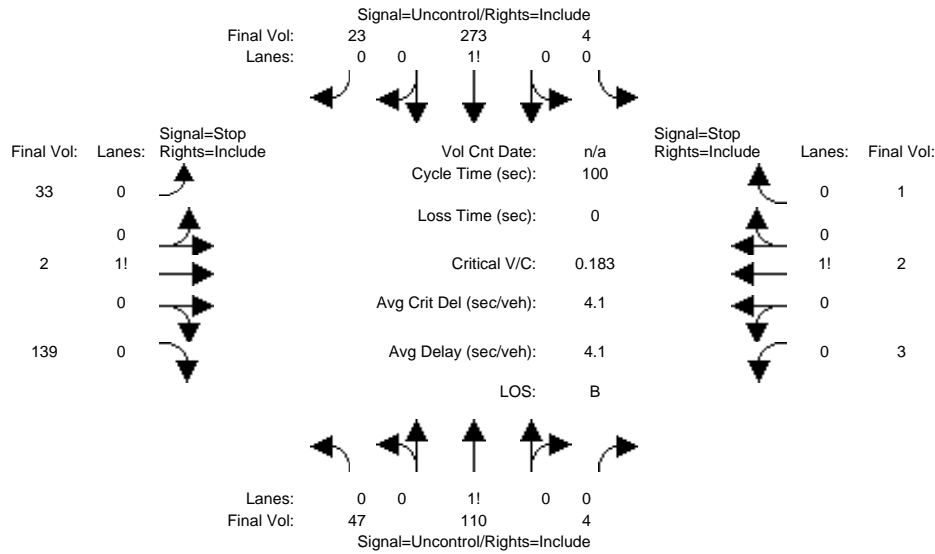 Signal=Uncontrol/Rights=Include
Final Vol: 23 273 4
Lanes: 0 0 1! 0 0
Signal=Stop
Final Vol: Lanes: Rights=Include
Vol Cnt Date: n/a
Signal=Stop
Rights=Include Lanes: Final Vol:
Cycle Time (sec): 100
33 0
0 1
Loss Time (sec): 0
0
0
2 1!
Critical V/C: 0.183
1! 2
0
Avg Crit Del (sec/veh): 4.1
0
139 0
Avg Delay (sec/veh): 4.1
0 3
LOS: B
Lanes: 0 0 1! 0 0
Final Vol: 47 110 4
Signal=Uncontrol/Rights=Include